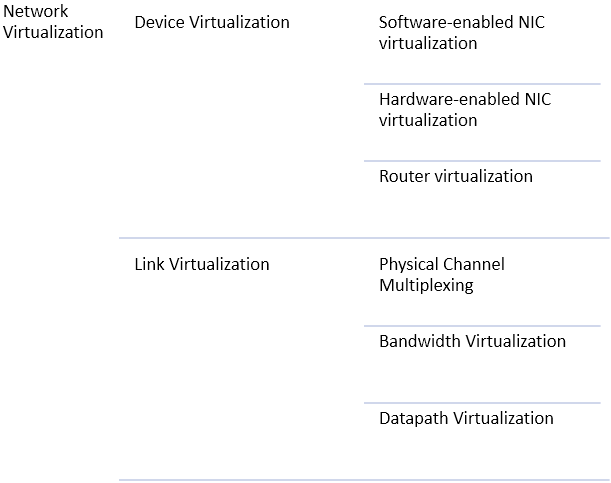 Network
Virtualization
Device Virtualization
Software-enabled NIC
virtualization
Hardware-enabled NIC
virtualization
Router virtualization
Link Virtualization
Physical Channel
Multiplexing
Bandwidth Virtualization
Datapath Virtualization